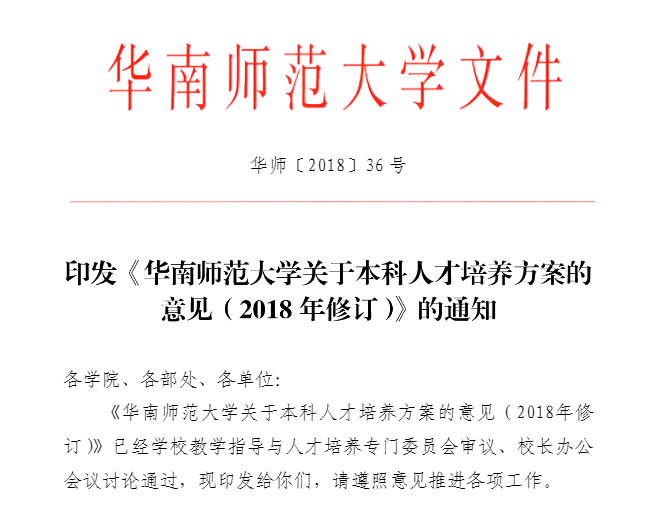 华南师范大学文件
华师〔2018〕36 号
印发《华南师范大学关于本科人才培养方案的
意见（2018 年修订）》的通知
各学院、各部处、各单位：
《华南师范大学关于本科人才培养方案的意见（2018年修
订）》已经学校教学指导与人才培养专门委员会审议、校长办公
会议讨论通过，现印发给你们，请遵照意见推进各项工作。